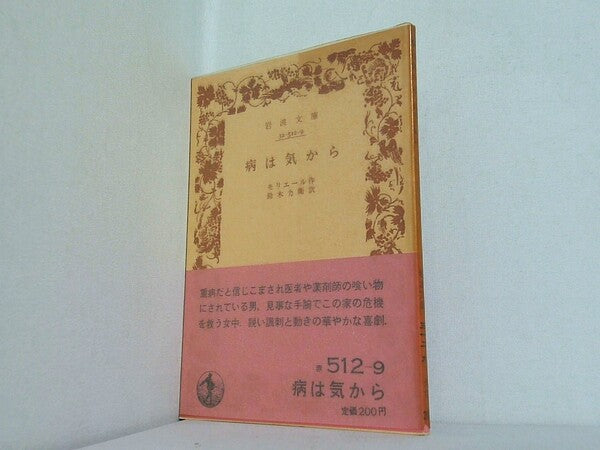 岩波文庫
32-512-9
病は気から
モリエール作
鈴木力衛訳
重病だと信じこまされ医者や薬剤師の喰い物
にされている男．見事な手腕でこの家の危機
を救う女中．鋭い諷刺と動きの華やかな喜劇．
赤 512-9
病は気から
定価200円